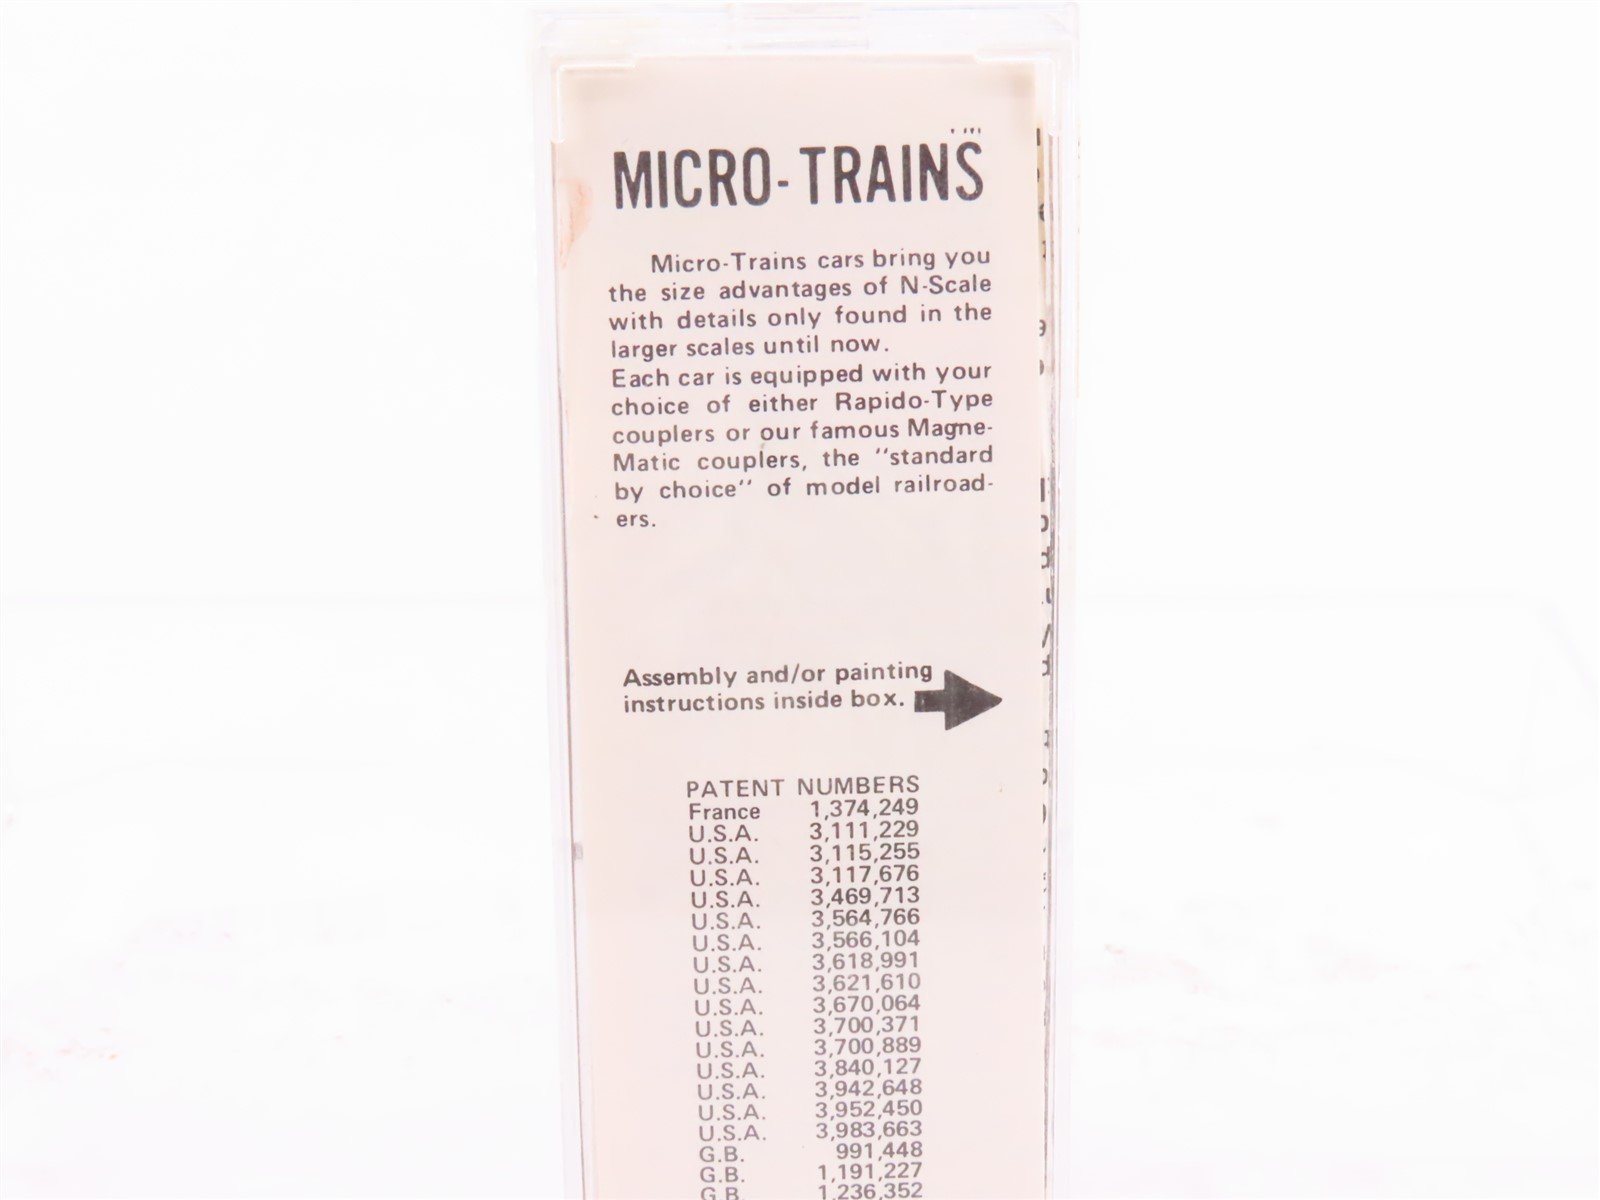 TM
MICRO-TRAINS
Micro-Trains cars bring you
the size advantages of N-Scale
with details only found in the
larger scales until now.
Each car is equipped with your
choice of either Rapido-Type
couplers or our famous Magne-
Matic couplers, the "standard
by choice" of model railroad-
ers.
Assembly and/or painting
instructions inside box.
PATENT NUMBERS
France 1,374,249
U.S.A. 3,111,229
U.S.A. 3,115,255
U.S.A. 3,117,676
U.S.A. 3,469,713
U.S.A. 3,564,766
U.S.A. 3,566,104
U.S.A. 3,618,991
U.S.A. 3,621,610
U.S.A. 3,670,064
U.S.A. 3,700,371
U.S.A. 3,700,889
U.S.A. 3,840,127
U.S.A. 3,942,648
U.S.A. 3,952,450
U.S.A. 3,983,663
G.B. 991,448
G.B. 1,191,227
G.B. 1,236,352